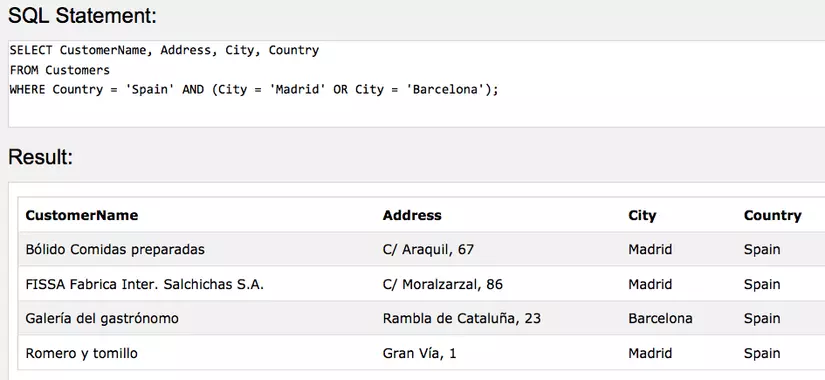 SQL Statement:
SELECT CustomerName, Address, City, Country
FROM Customers
WHERE Country = 'Spain' AND (City = 'Madrid' OR City = 'Barcelona');
Result:
CustomerName Address City Country
Bólido Comidas preparadas C/ Araquil, 67 Madrid Spain
FISSA Fabrica Inter. Salchichas S.A. C/ Moralzarzal, 86 Madrid Spain
Galería del gastrónomo Rambla de Cataluña, 23 Barcelona Spain
Romero y tomillo Gran Vía, 1 Madrid Spain